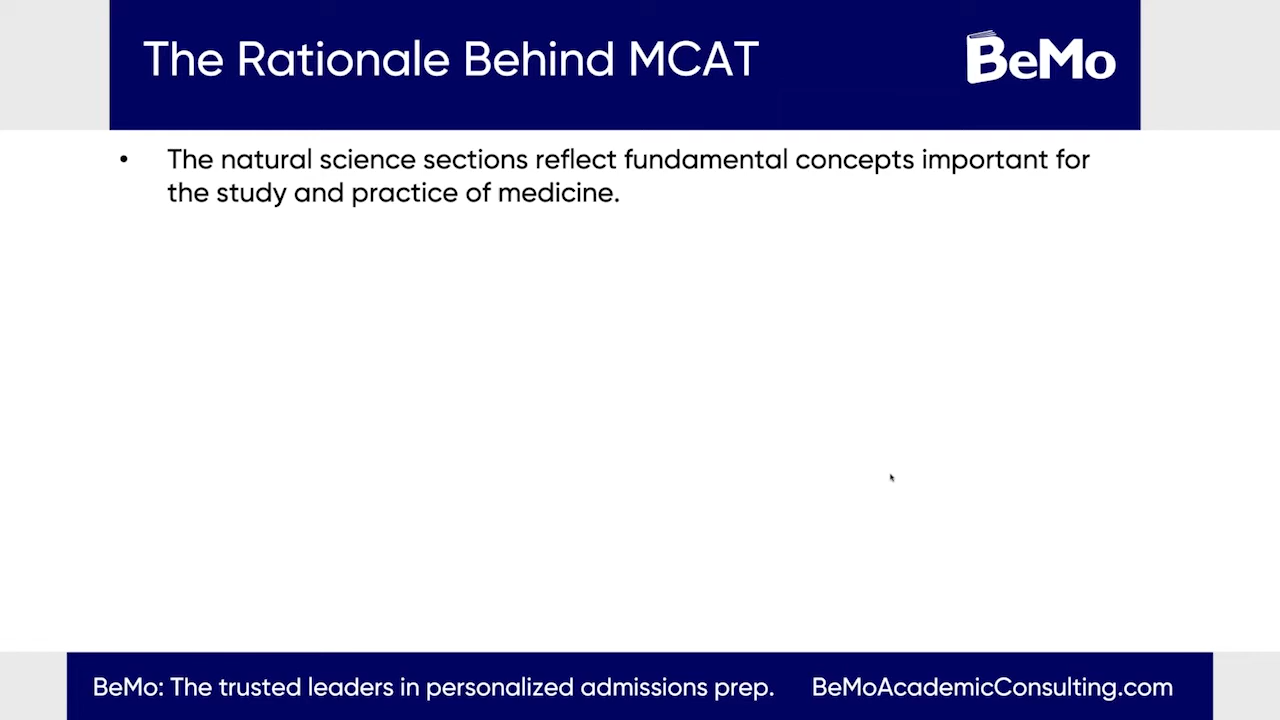 The Rationale Behind MCAT
BeMo
• The natural science sections reflect fundamental concepts important for
the study and practice of medicine.
BeMo: The trusted leaders in personalized admissions prep. BeMoAcademicConsulting.com